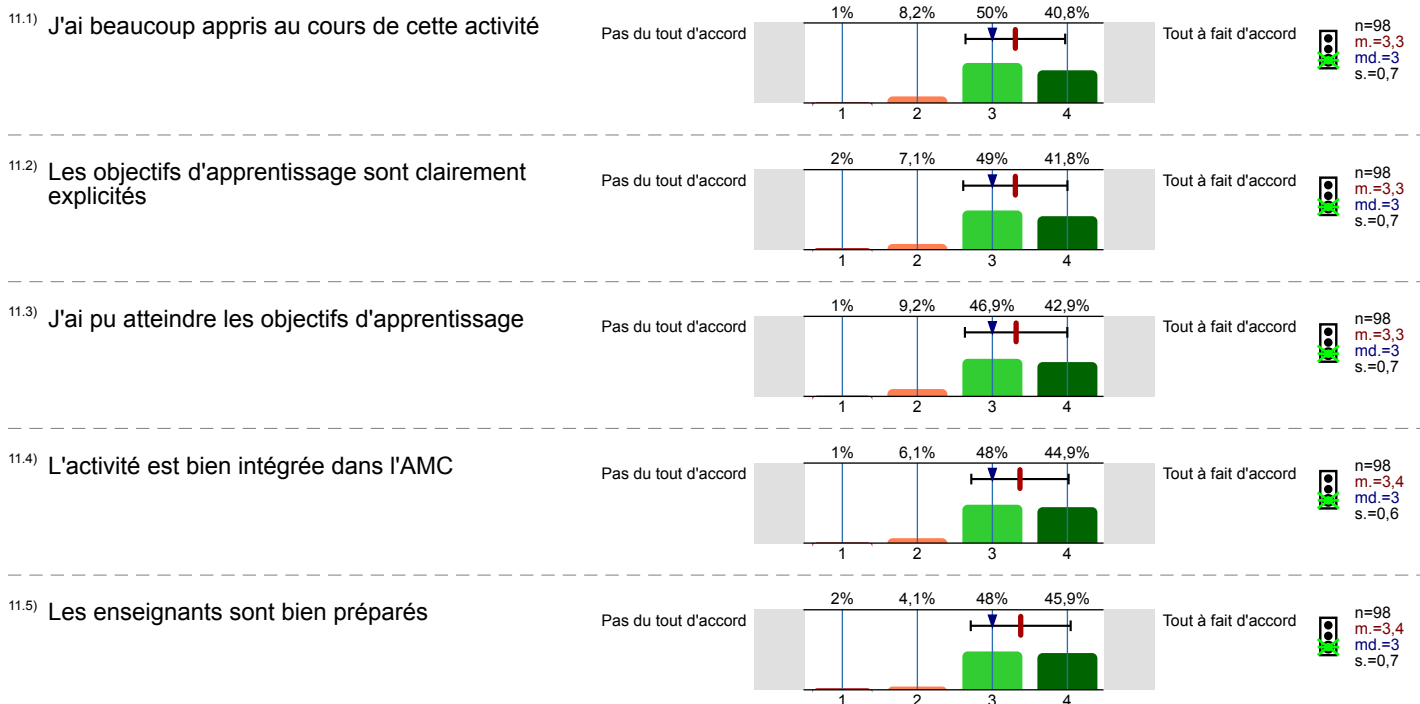 11.1) J'ai beaucoup appris au cours de cette activité
Pas du tout d'accord
1% 8,2% 50% 40,8%
1 2 3 4
Tout à fait d'accord
n=98
m.=3,3
md.=3
s.=0,7
11.2) Les objectifs d'apprentissage sont clairement
explicités
Pas du tout d'accord
2% 7,1% 49% 41,8%
1 2 3 4
Tout à fait d'accord
n=98
m.=3,3
md.=3
s.=0,7
11.3) J'ai pu atteindre les objectifs d'apprentissage
Pas du tout d'accord
1% 9,2% 46,9% 42,9%
1 2 3 4
Tout à fait d'accord
n=98
m.=3,3
md.=3
s.=0,7
11.4) L'activité est bien intégrée dans l'AMC
Pas du tout d'accord
1% 6,1% 48% 44,9%
1 2 3 4
Tout à fait d'accord
n=98
m.=3,4
md.=3
s.=0,6
11.5) Les enseignants sont bien préparés
Pas du tout d'accord
2% 4,1% 48% 45,9%
1 2 3 4
Tout à fait d'accord
n=98
m.=3,4
md.=3
s.=0,7